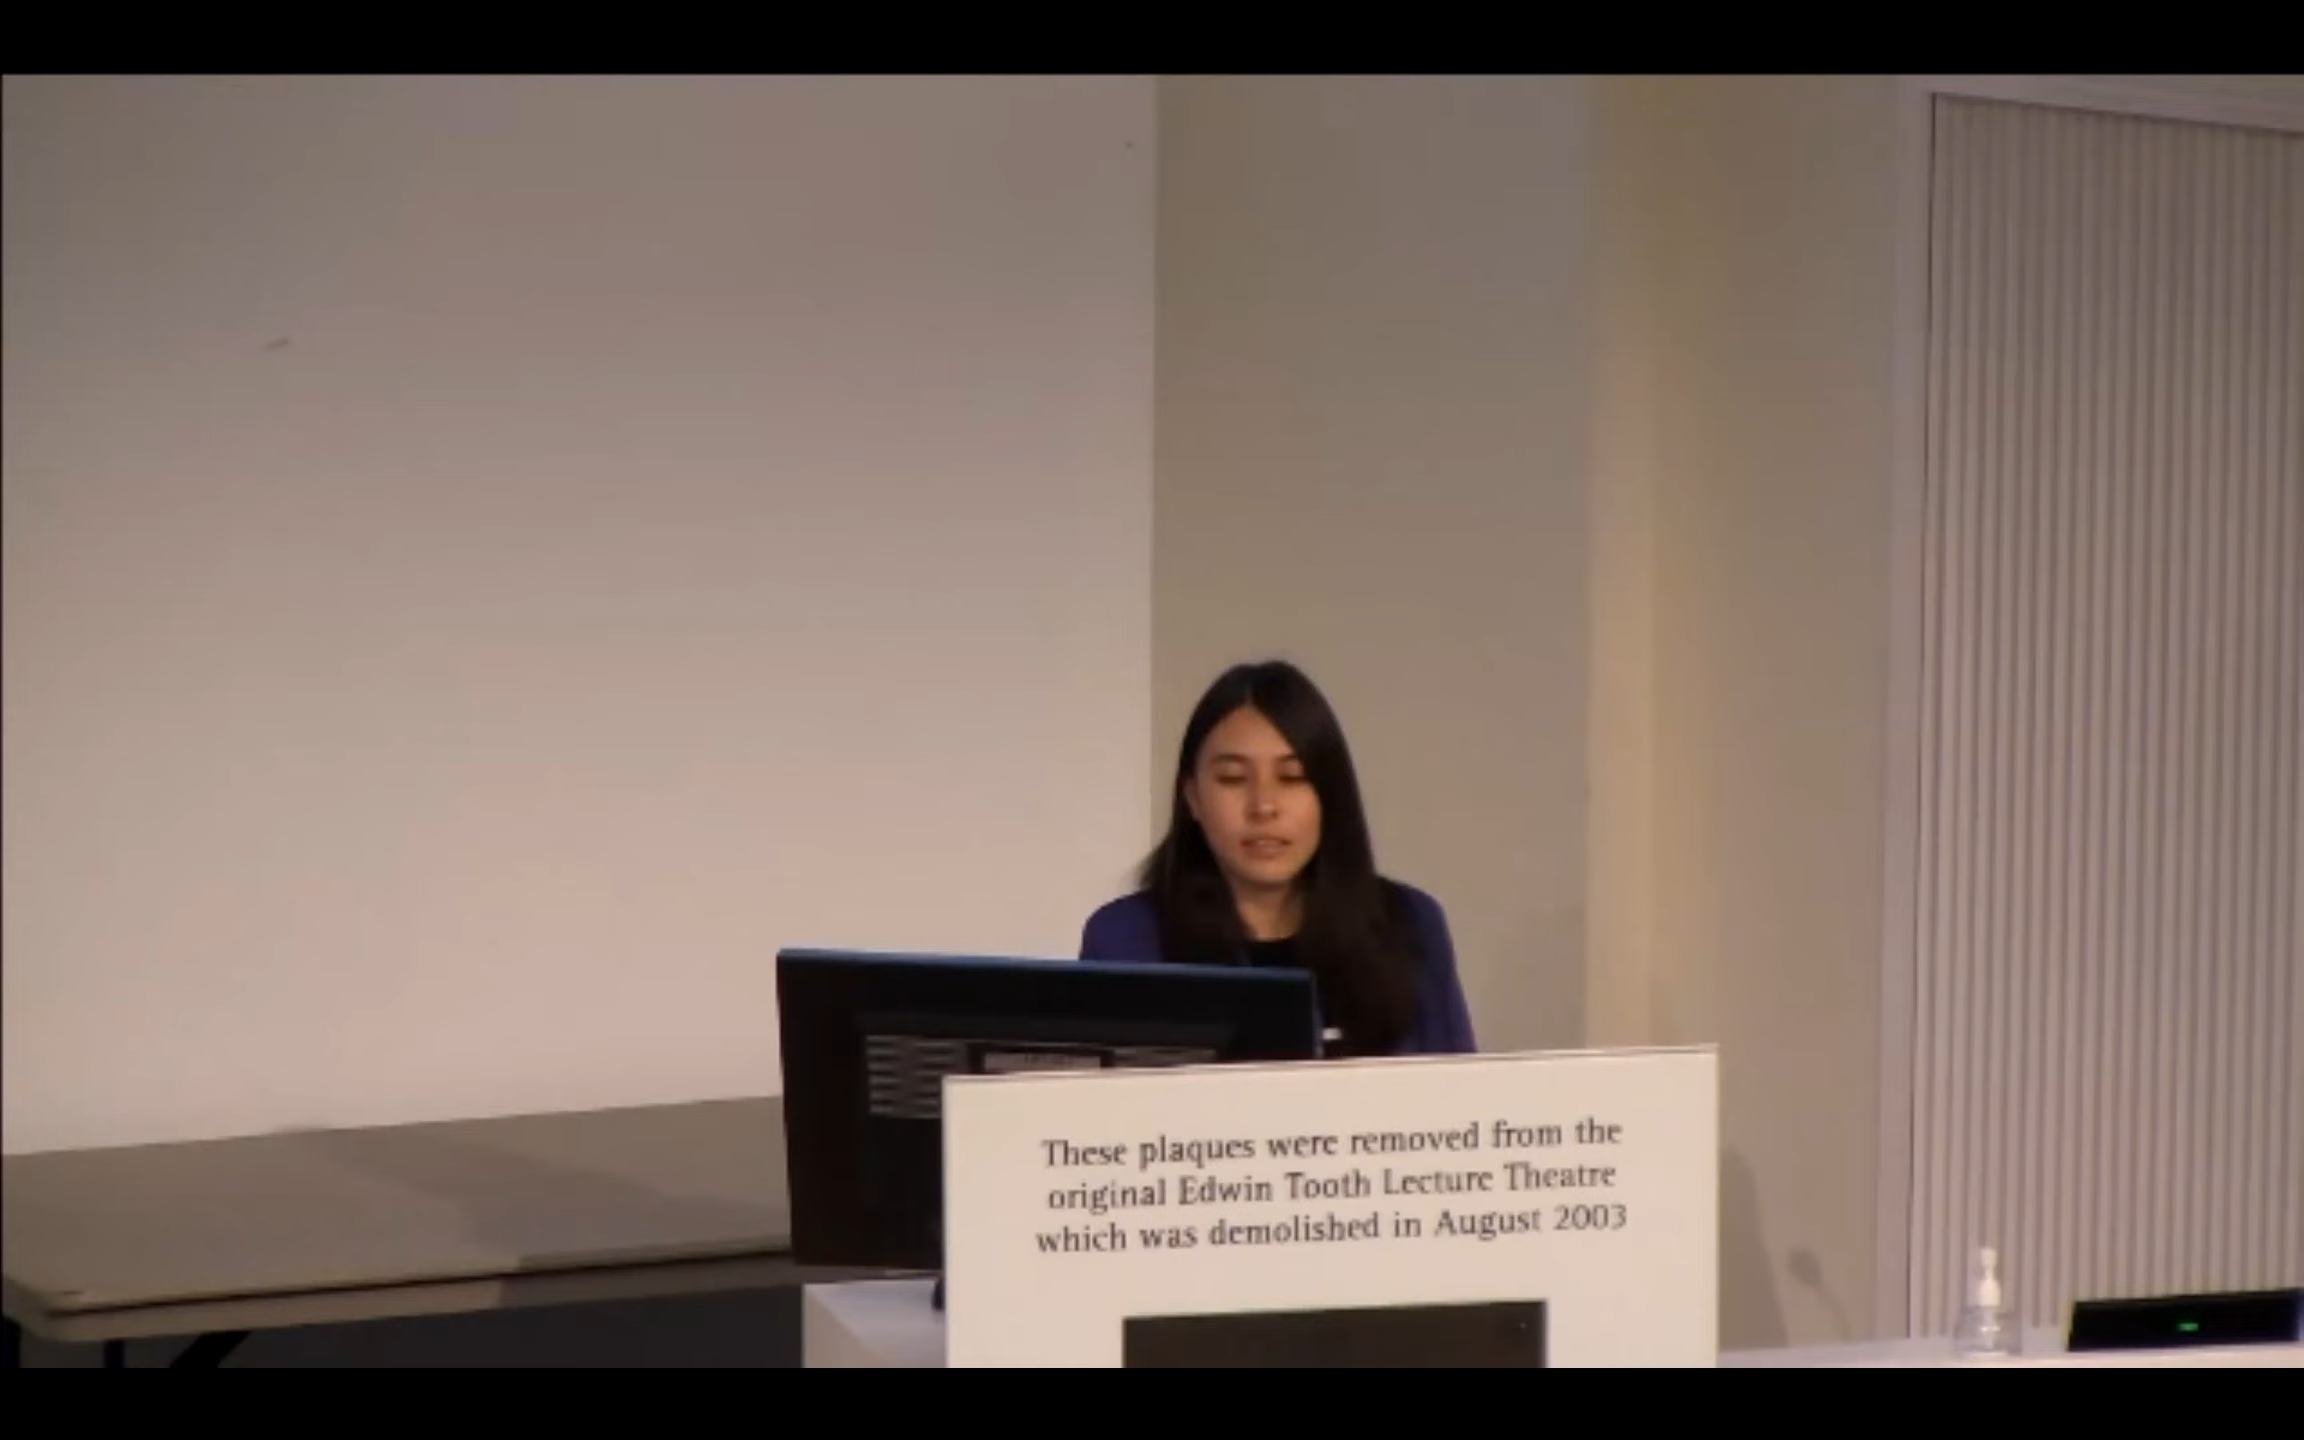 These plaques were removed from the
original Edwin Tooth Lecture Theatre
which was demolished in August 2003